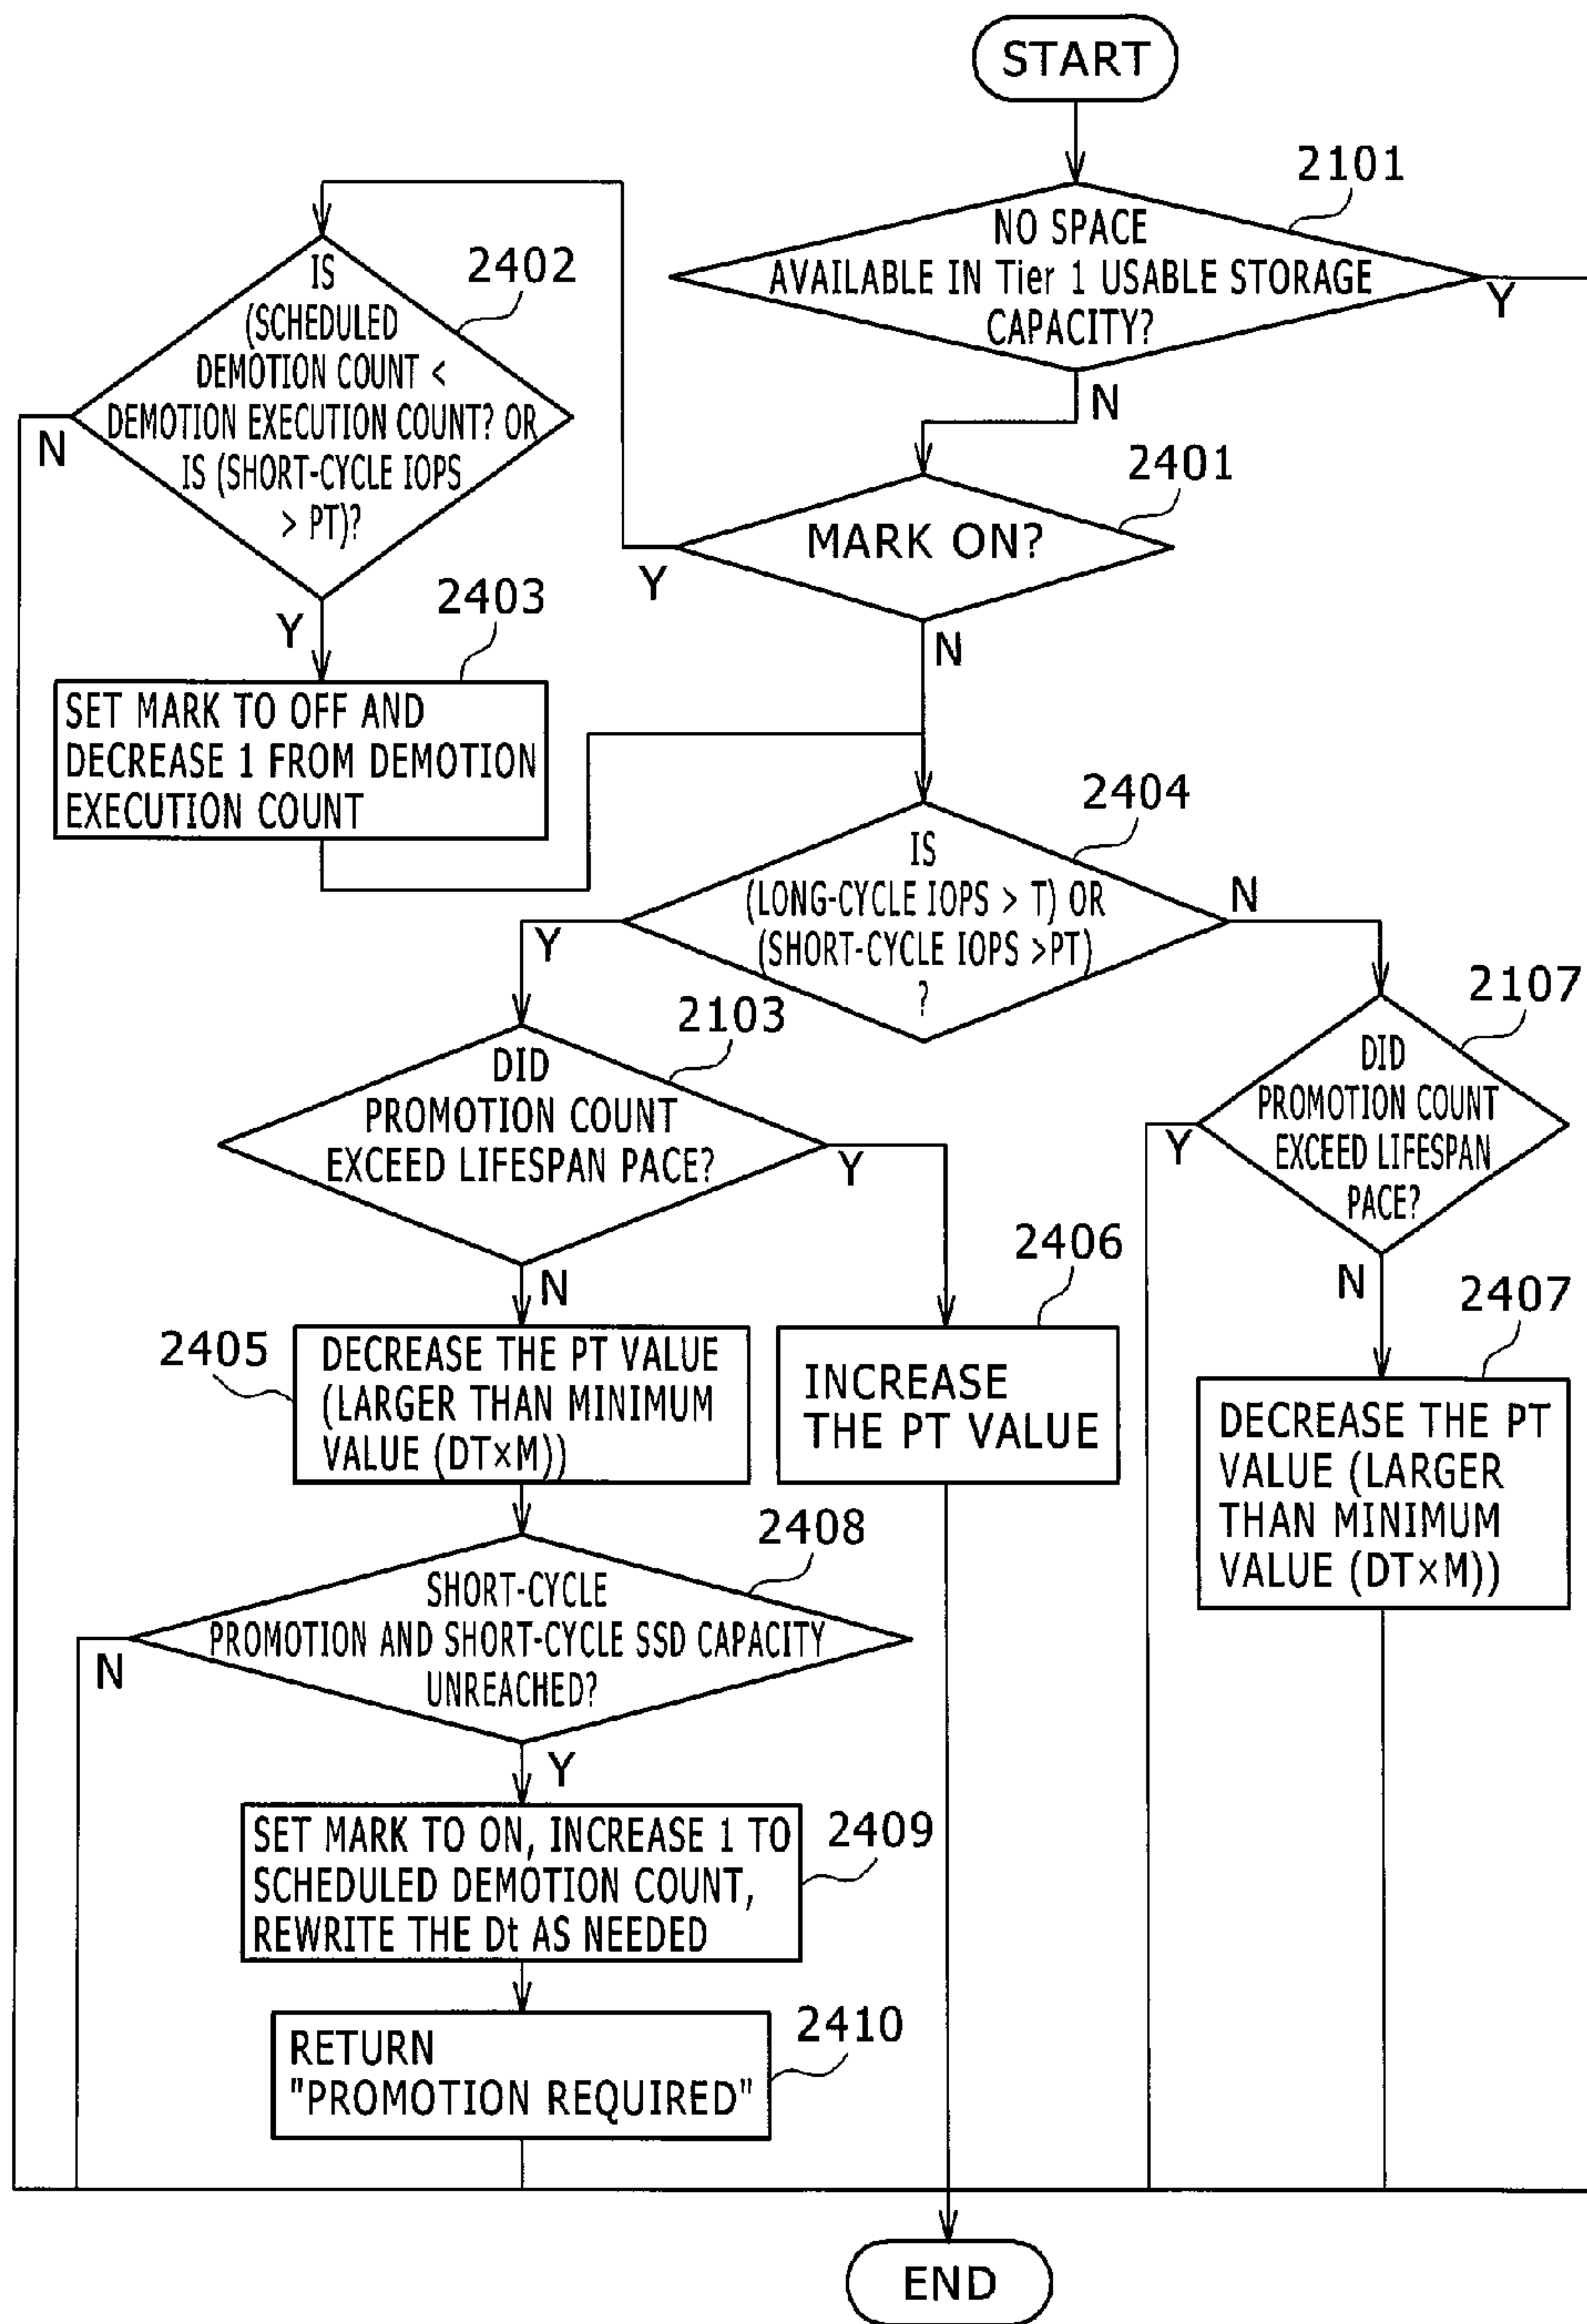 START
2101
NO SPACE
AVAILABLE IN Tier 1 USABLE STORAGE
CAPACITY?
Y
N
2402
IS
(SCHEDULED
DEMOTION COUNT <
DEMOTION EXECUTION COUNT? OR
IS (SHORT-CYCLE IOPS
> PT)?
N
Y
2401
MARK ON?
Y
N
2403
SET MARK TO OFF AND
DECREASE 1 FROM DEMOTION
EXECUTION COUNT
2404
IS
(LONG-CYCLE IOPS > T) OR
(SHORT-CYCLE IOPS >PT)
?
Y
N
2103
DID
PROMOTION COUNT
EXCEED LIFESPAN PACE?
Y
N
2107
DID
PROMOTION COUNT
EXCEED LIFESPAN
PACE?
Y
N
2405
DECREASE THE PT VALUE
(LARGER THAN MINIMUM
VALUE (DT×M))
2406
INCREASE
THE PT VALUE
2407
DECREASE THE PT
VALUE (LARGER
THAN MINIMUM
VALUE (DT×M))
2408
SHORT-CYCLE
PROMOTION AND SHORT-CYCLE SSD CAPACITY
UNREACHED?
N
Y
2409
SET MARK TO ON, INCREASE 1 TO
SCHEDULED DEMOTION COUNT,
REWRITE THE Dt AS NEEDED
2410
RETURN
"PROMOTION REQUIRED"
END